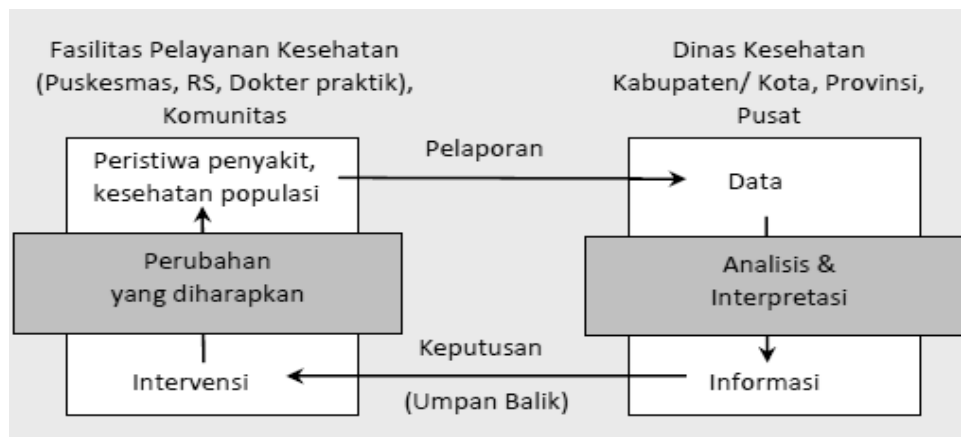 Fasilitas Pelayanan Kesehatan
(Puskesmas, RS, Dokter praktik),
Komunitas
Dinas Kesehatan
Kabupaten/ Kota, Provinsi,
Pusat
Peristiwa penyakit,
kesehatan populasi
Pelaporan
Data
Perubahan
yang diharapkan
Analisis &
Interpretasi
Intervensi
Keputusan
(Umpan Balik)
Informasi